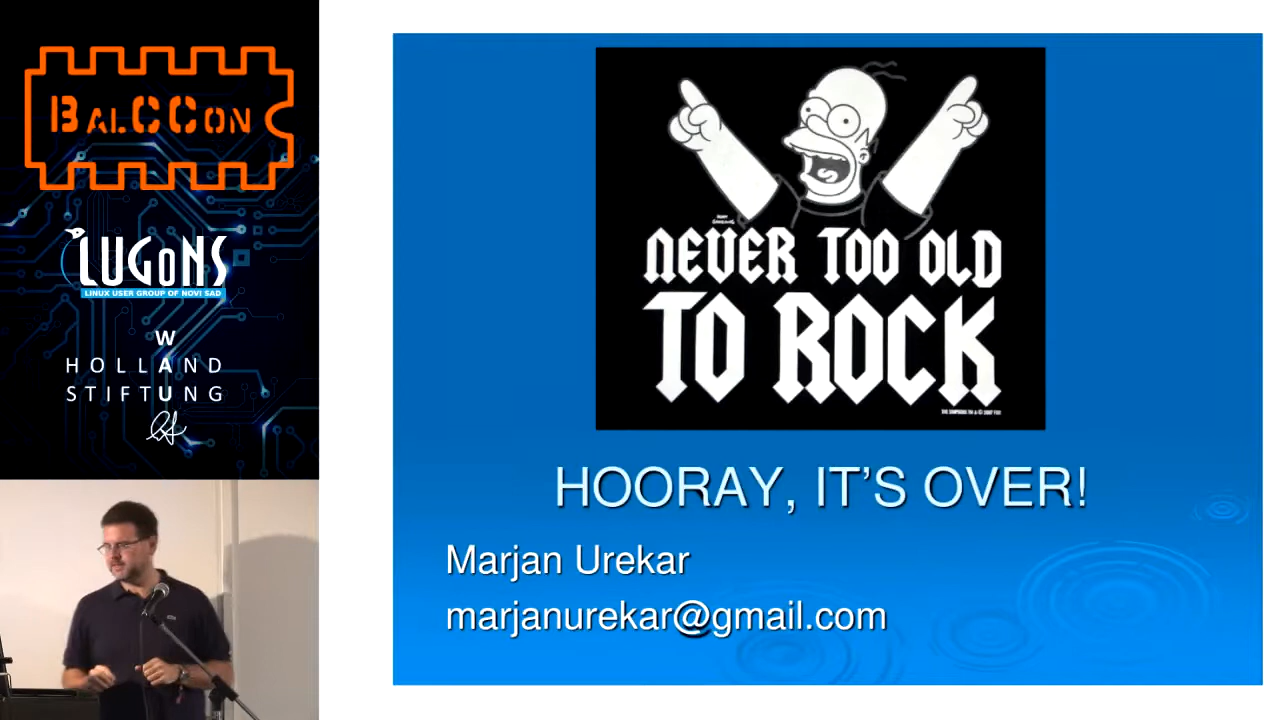 BALCCON
LUGONS
LINUX USER GROUP OF NOVI SAD
W
HOLLAND
STIFTUNG
NEVER TOO OLD
TO ROCK
HOORAY, IT'S OVER!
Marjan Urekar
marjanurekar@gmail.com